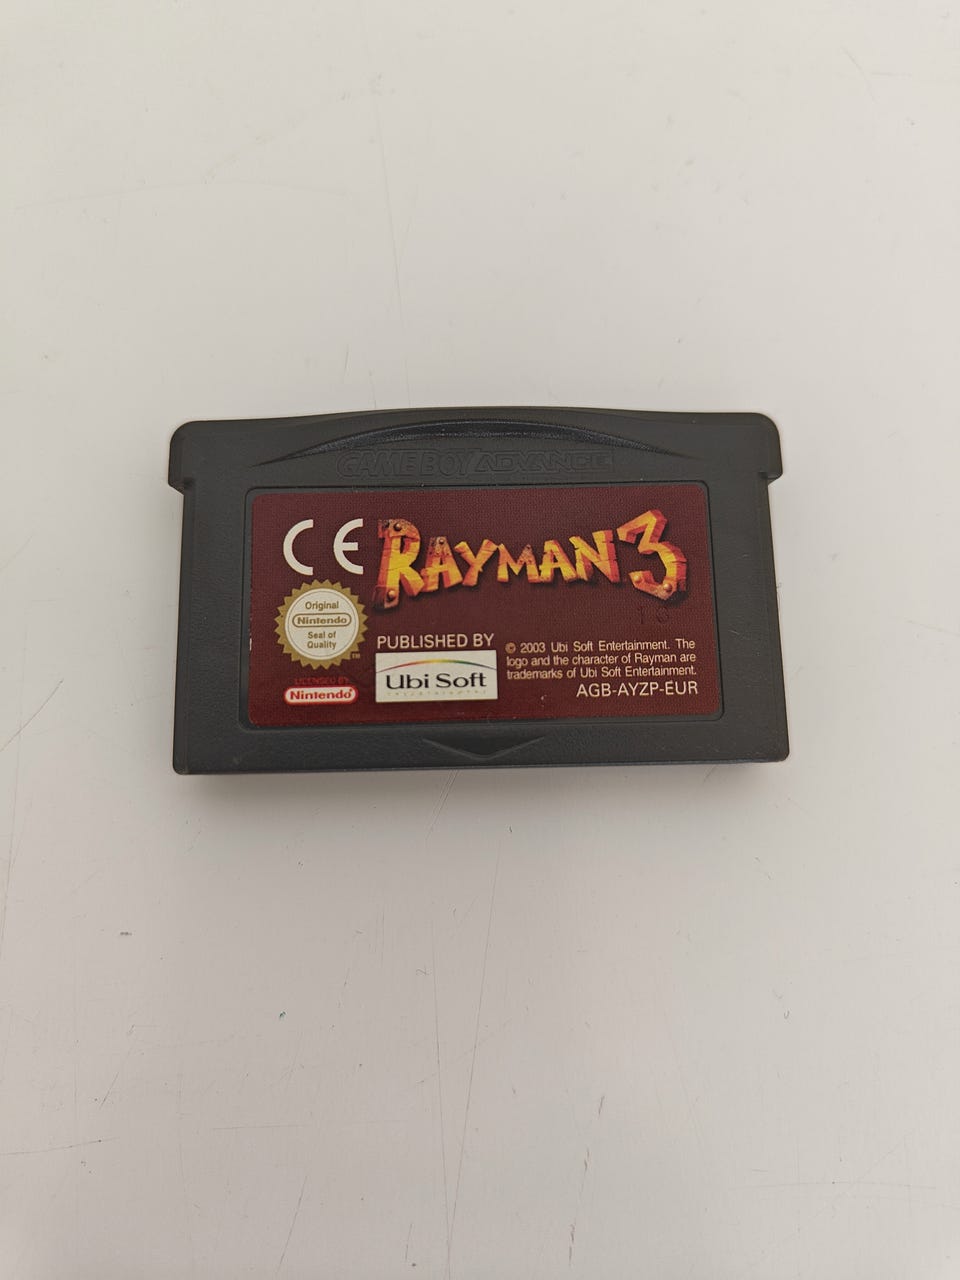 GAME BOY ADVANCE
CE
RAYMAN 3
Original
Nintendo
Seal of
Quality
TM
LICENSED BY
Nintendo
PUBLISHED BY
Ubi Soft
© 2003 Ubi Soft Entertainment. The
logo and the character of Rayman are
trademarks of Ubi Soft Entertainment.
AGB-AYZP-EUR